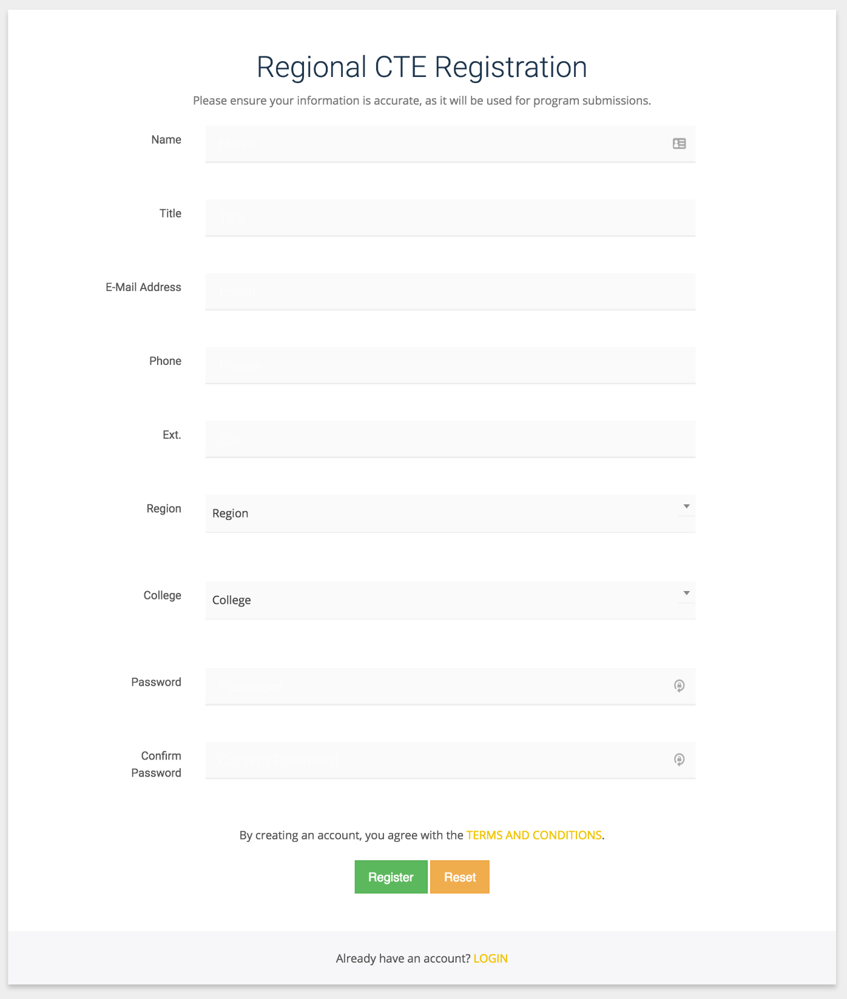 Regional CTE Registration
Please ensure your information is accurate, as it will be used for program submissions.
Name
Name
Title
Title
E-Mail Address
Email
Phone
Phone
Ext.
Ext
Region
Region
College
College
Password
Password
Confirm
Password
Confirm Password
By creating an account, you agree with the TERMS AND CONDITIONS.
Register Reset
Already have an account? LOGIN